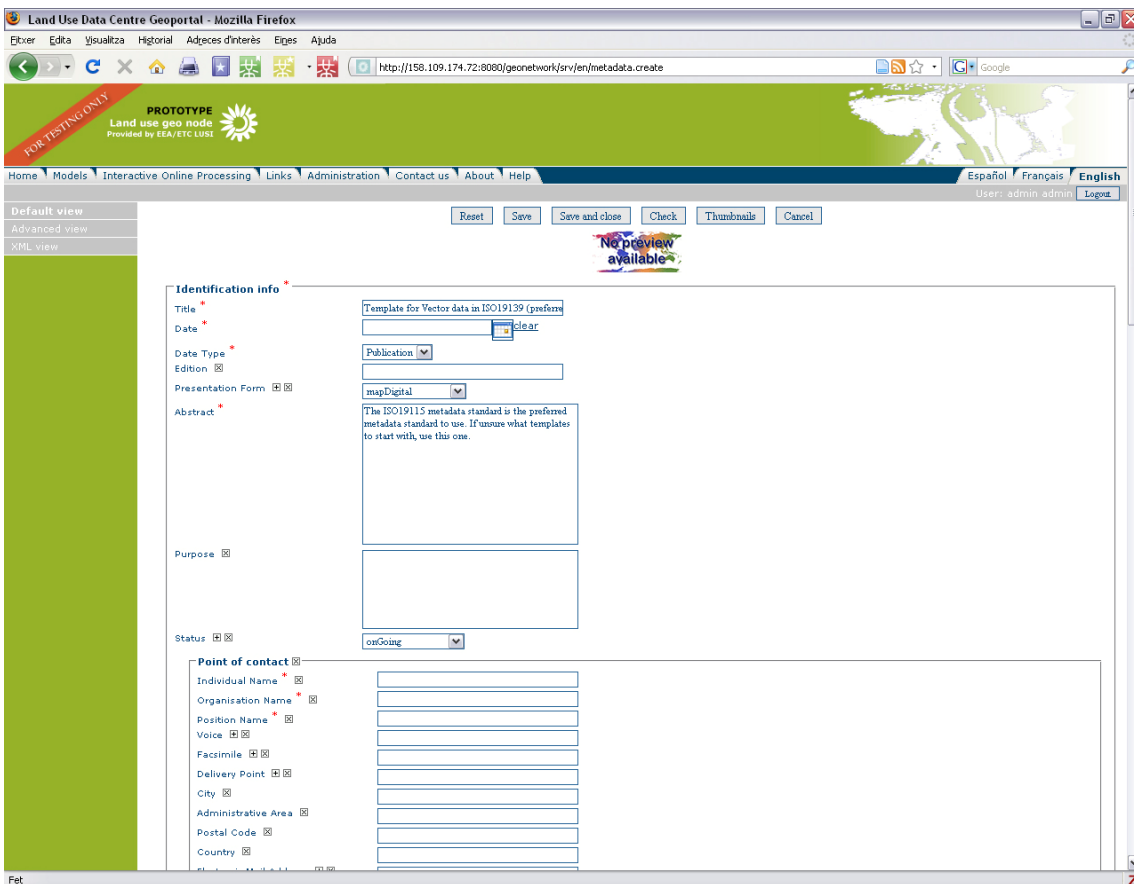 Land Use Data Centre Geoportal - Mozilla Firefox
Fitxer Edita Visualitza Historial Adreces d'interès Eines Ajuda
http://158.109.174.72:8080/geonetwork/srv/en/metadata.create
G Google
FOR TESTING ONLY
PROTOTYPE
Land use geo node
Provided by EEA/ETC LUSI
Home Models Interactive Online Processing Links Administration Contact us About Help Español Français English
User: admin admin Logout
Default view
Advanced view
XML view
Reset Save Save and close Check Thumbnails Cancel
No preview
available
Identification info *
Title * Template for Vector data in ISO19139 (preferre
Date * clear
Date Type * Publication
Edition
Presentation Form mapDigital
Abstract * The ISO19115 metadata standard is the preferred
metadata standard to use. If unsure what templates
to start with, use this one.
Purpose
Status onGoing
Point of contact
Individual Name *
Organisation Name *
Position Name *
Voice
Facsimile
Delivery Point
City
Administrative Area
Postal Code
Country
Fet